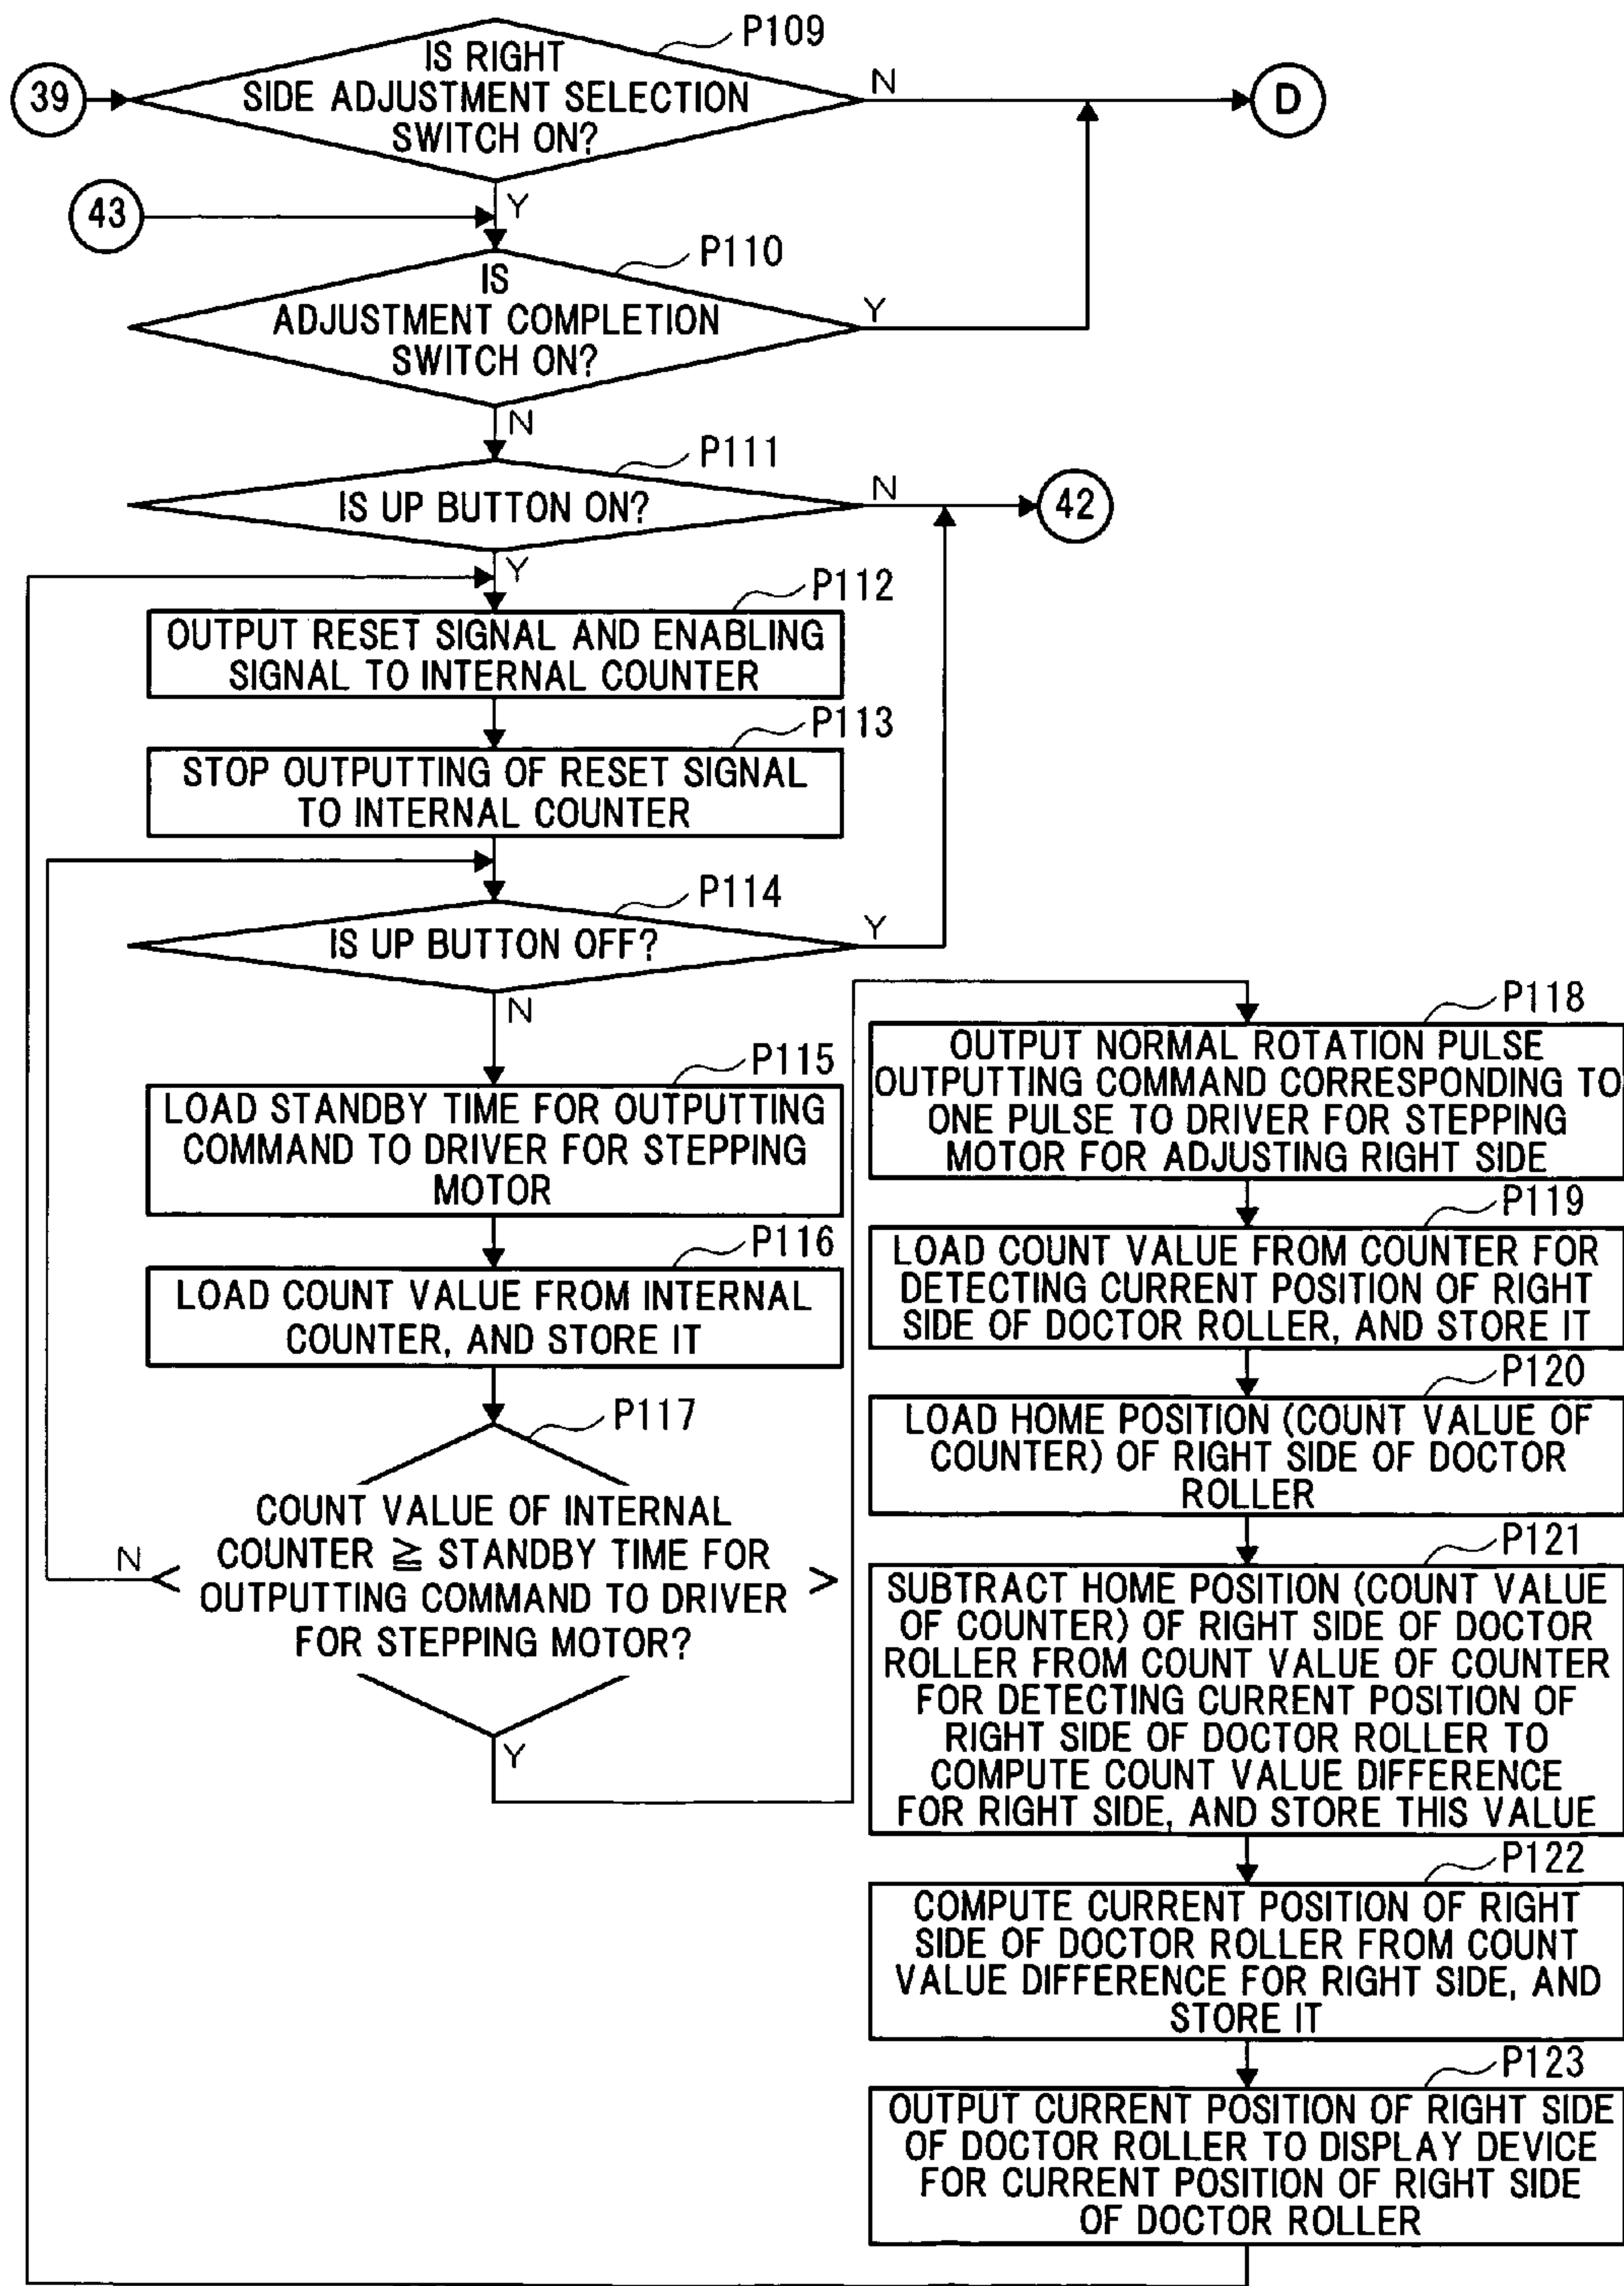 P109
IS RIGHT
SIDE ADJUSTMENT SELECTION
SWITCH ON?
39
N
D
Y
43
P110
IS
ADJUSTMENT COMPLETION
SWITCH ON?
Y
N
P111
IS UP BUTTON ON?
N
42
Y
P112
OUTPUT RESET SIGNAL AND ENABLING
SIGNAL TO INTERNAL COUNTER
P113
STOP OUTPUTTING OF RESET SIGNAL
TO INTERNAL COUNTER
P114
IS UP BUTTON OFF?
Y
N
P115
LOAD STANDBY TIME FOR OUTPUTTING
COMMAND TO DRIVER FOR STEPPING
MOTOR
P116
LOAD COUNT VALUE FROM INTERNAL
COUNTER, AND STORE IT
P117
COUNT VALUE OF INTERNAL
COUNTER ≧ STANDBY TIME FOR
OUTPUTTING COMMAND TO DRIVER
FOR STEPPING MOTOR?
N
Y
P118
OUTPUT NORMAL ROTATION PULSE
OUTPUTTING COMMAND CORRESPONDING TO
ONE PULSE TO DRIVER FOR STEPPING
MOTOR FOR ADJUSTING RIGHT SIDE
P119
LOAD COUNT VALUE FROM COUNTER FOR
DETECTING CURRENT POSITION OF RIGHT
SIDE OF DOCTOR ROLLER, AND STORE IT
P120
LOAD HOME POSITION (COUNT VALUE OF
COUNTER) OF RIGHT SIDE OF DOCTOR
ROLLER
P121
SUBTRACT HOME POSITION (COUNT VALUE
OF COUNTER) OF RIGHT SIDE OF DOCTOR
ROLLER FROM COUNT VALUE OF COUNTER
FOR DETECTING CURRENT POSITION OF
RIGHT SIDE OF DOCTOR ROLLER TO
COMPUTE COUNT VALUE DIFFERENCE
FOR RIGHT SIDE, AND STORE THIS VALUE
P122
COMPUTE CURRENT POSITION OF RIGHT
SIDE OF DOCTOR ROLLER FROM COUNT
VALUE DIFFERENCE FOR RIGHT SIDE, AND
STORE IT
P123
OUTPUT CURRENT POSITION OF RIGHT SIDE
OF DOCTOR ROLLER TO DISPLAY DEVICE
FOR CURRENT POSITION OF RIGHT SIDE
OF DOCTOR ROLLER